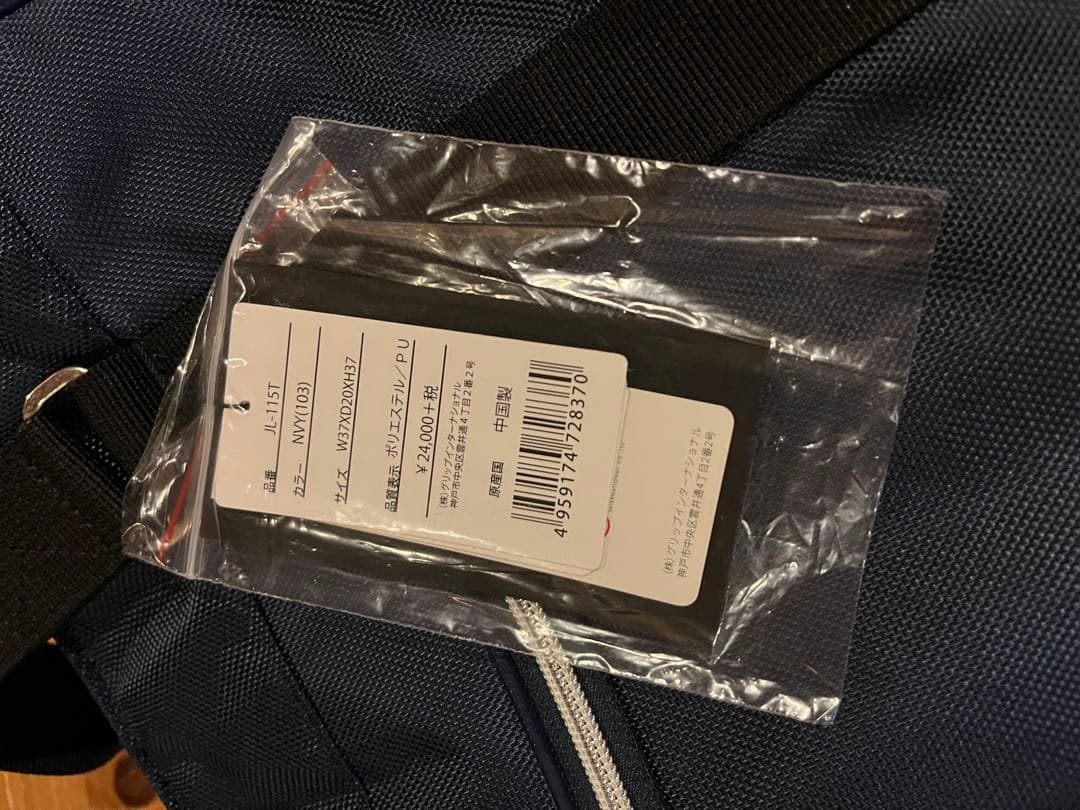 品番 JL-115T
カラー NVY(103)
サイズ W37XD20XH37
品質表示 ポリエステル／ＰＵ
￥24,000＋税
(株)グリップインターナショナル
神戸市中央区雲井通4丁目2番2号
原産国 中国製
4 959174 728370
International Co.,ltd
(株)グリップインターナショナル
神戸市中央区雲井通4丁目2番2号